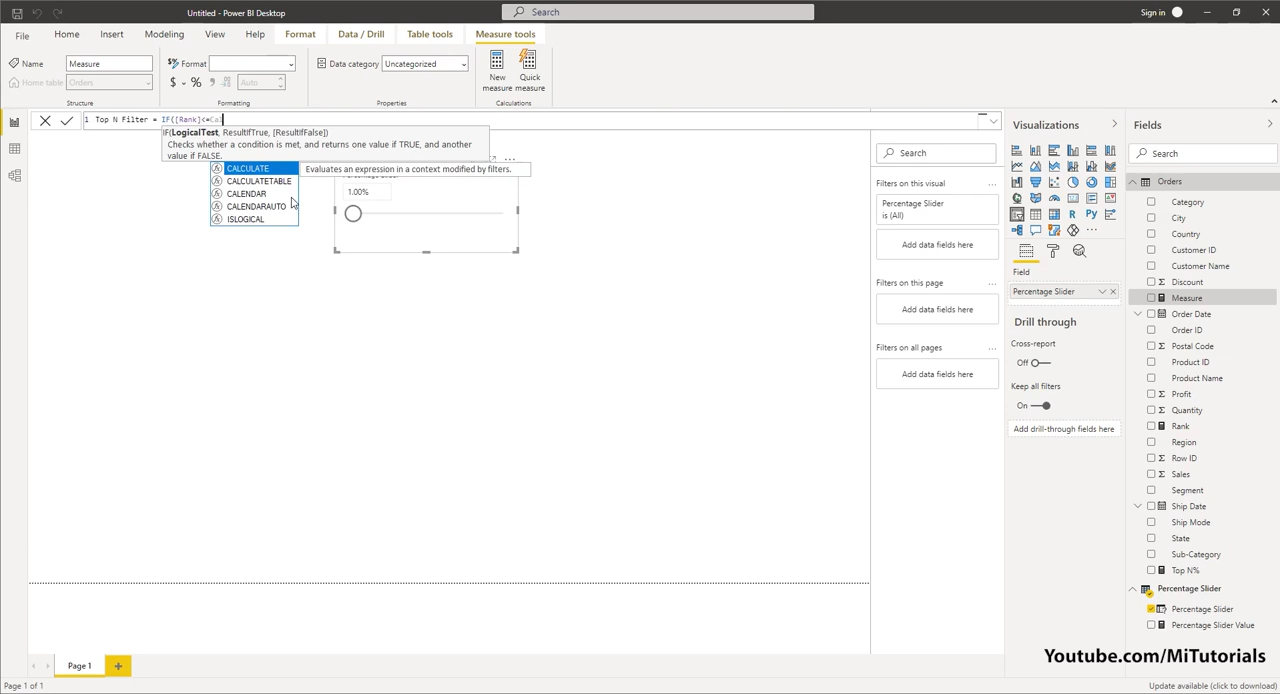 Untitled - Power BI Desktop
Search
Sign in
File
Home
Insert
Modeling
View
Help
Format
Data / Drill
Table tools
Measure tools
Name
Measure
Home table
Orders
Structure
Format
$
%
Auto
Formatting
Data category
Uncategorized
Properties
New measure
Quick measure
Calculations
1 Top N Filter = IF([Rank]<=Cal
IF(LogicalTest, ResultIfTrue, [ResultIfFalse])
Checks whether a condition is met, and returns one value if TRUE, and another
value if FALSE.
CALCULATE
Evaluates an expression in a context modified by filters.
CALCULATETABLE
CALENDAR
CALENDARAUTO
ISLOGICAL
1.00%
Search
Filters on this visual
Percentage Slider
is (All)
Add data fields here
Filters on this page
Add data fields here
Filters on all pages
Add data fields here
Visualizations
R
Py
Field
Percentage Slider
Drill through
Cross-report
Off
Keep all filters
On
Add drill-through fields here
Fields
Search
Orders
Category
City
Country
Customer ID
Customer Name
Σ Discount
Measure
Order Date
Order ID
Σ Postal Code
Product ID
Product Name
Σ Profit
Σ Quantity
Rank
Region
Σ Row ID
Σ Sales
Segment
Ship Date
Ship Mode
State
Sub-Category
Top N%
Percentage Slider
Percentage Slider
Percentage Slider Value
Youtube.com/MiTutorials
Page 1
Page 1 of 1
Update available (click to download)